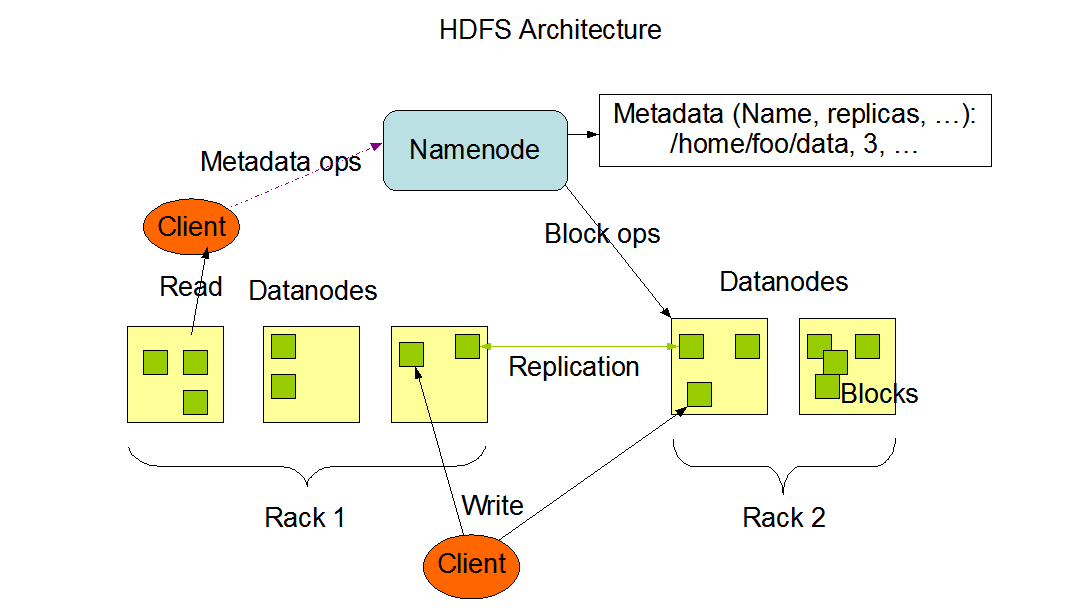 HDFS Architecture
Metadata (Name, replicas, …):
/home/foo/data, 3, …
Namenode
Metadata ops
Client
Block ops
Read
Datanodes
Datanodes
Replication
Blocks
Rack 1
Write
Rack 2
Client